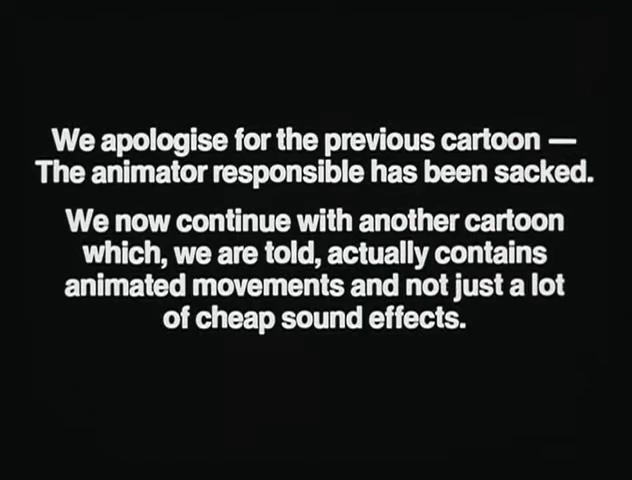 We apologise for the previous cartoon —
The animator responsible has been sacked.
We now continue with another cartoon
which, we are told, actually contains
animated movements and not just a lot
of cheap sound effects.